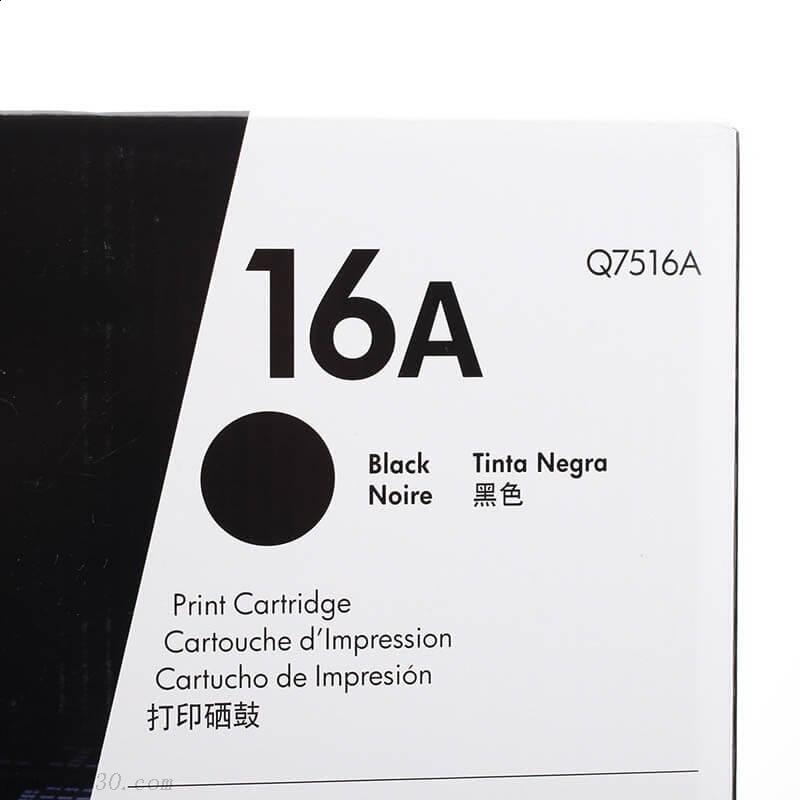 16A
Q7516A
Black Tinta Negra
Noire 黑色
Print Cartridge
Cartouche d'Impression
Cartucho de Impresión
打印硒鼓